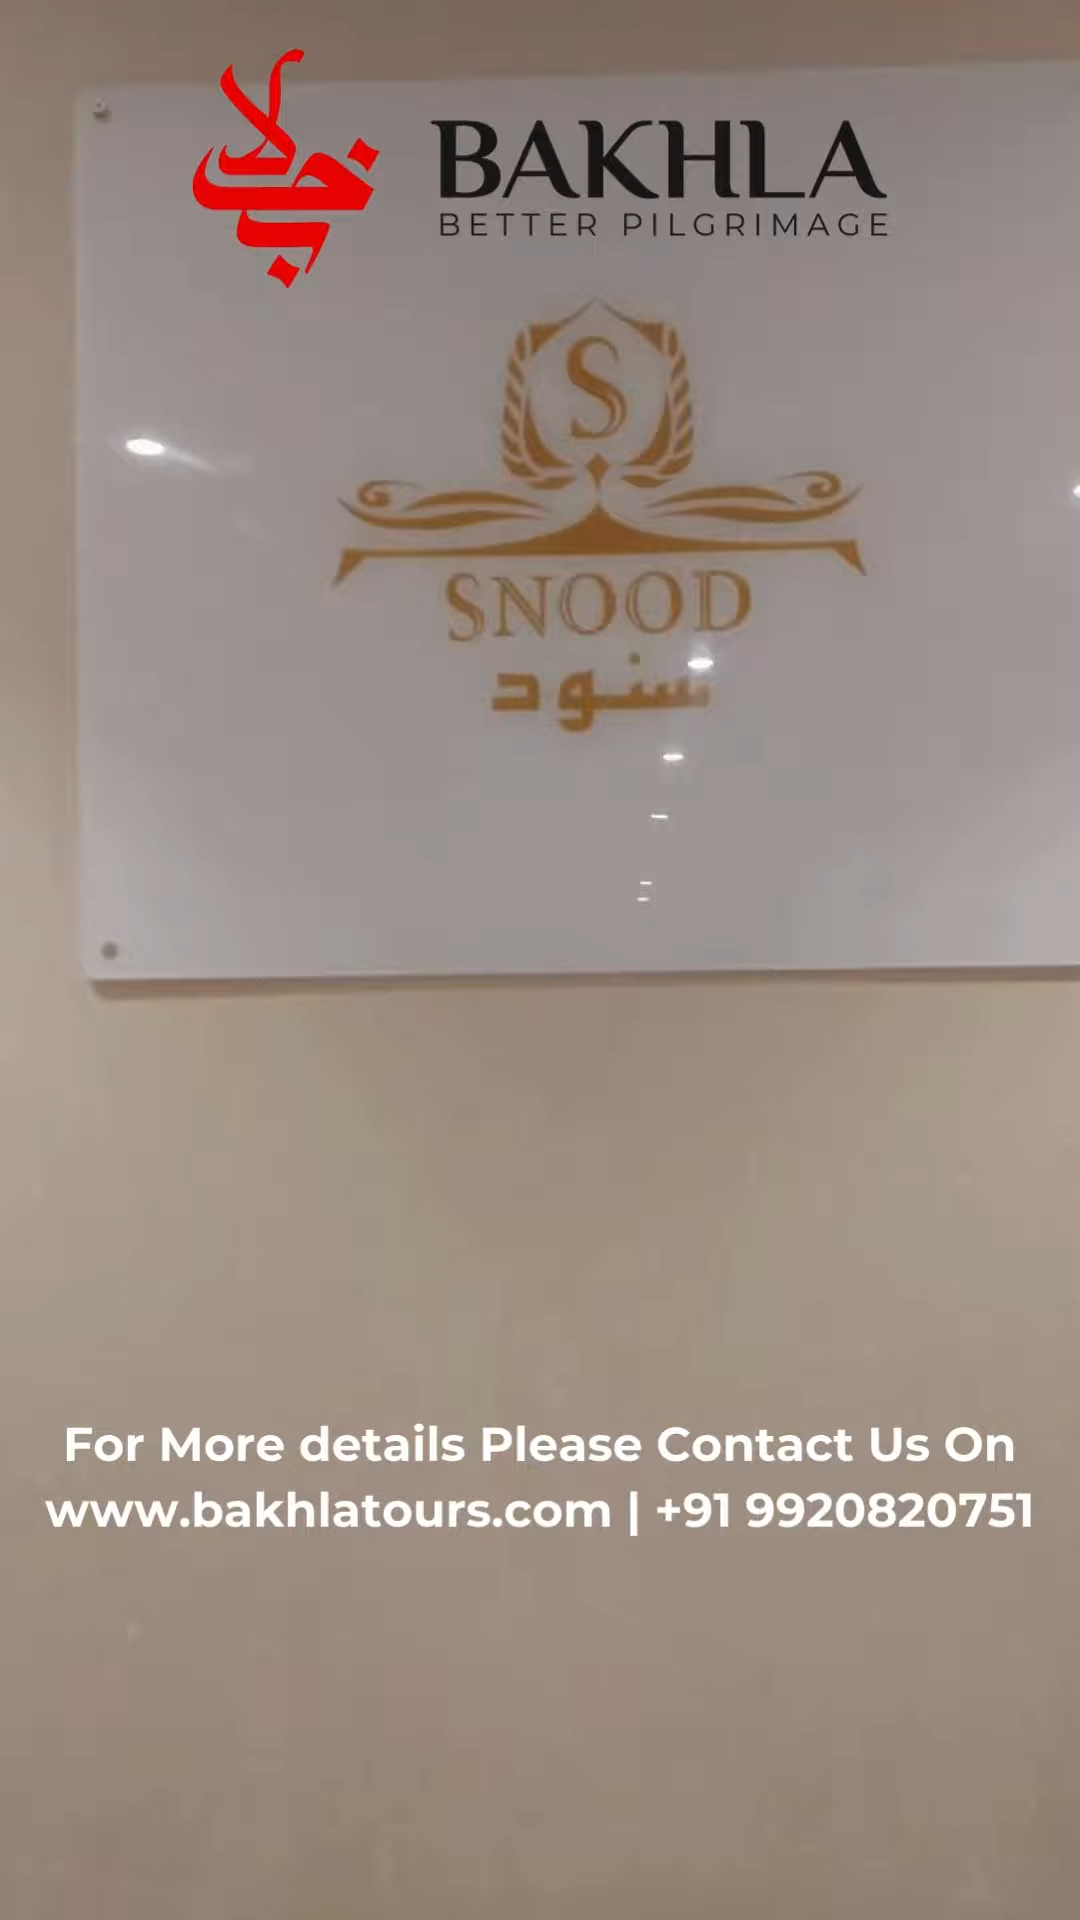 بخلا
BAKHLA
BETTER PILGRIMAGE
S
SNOOD
سنود
For More details Please Contact Us On
www.bakhlatours.com | +91 9920820751